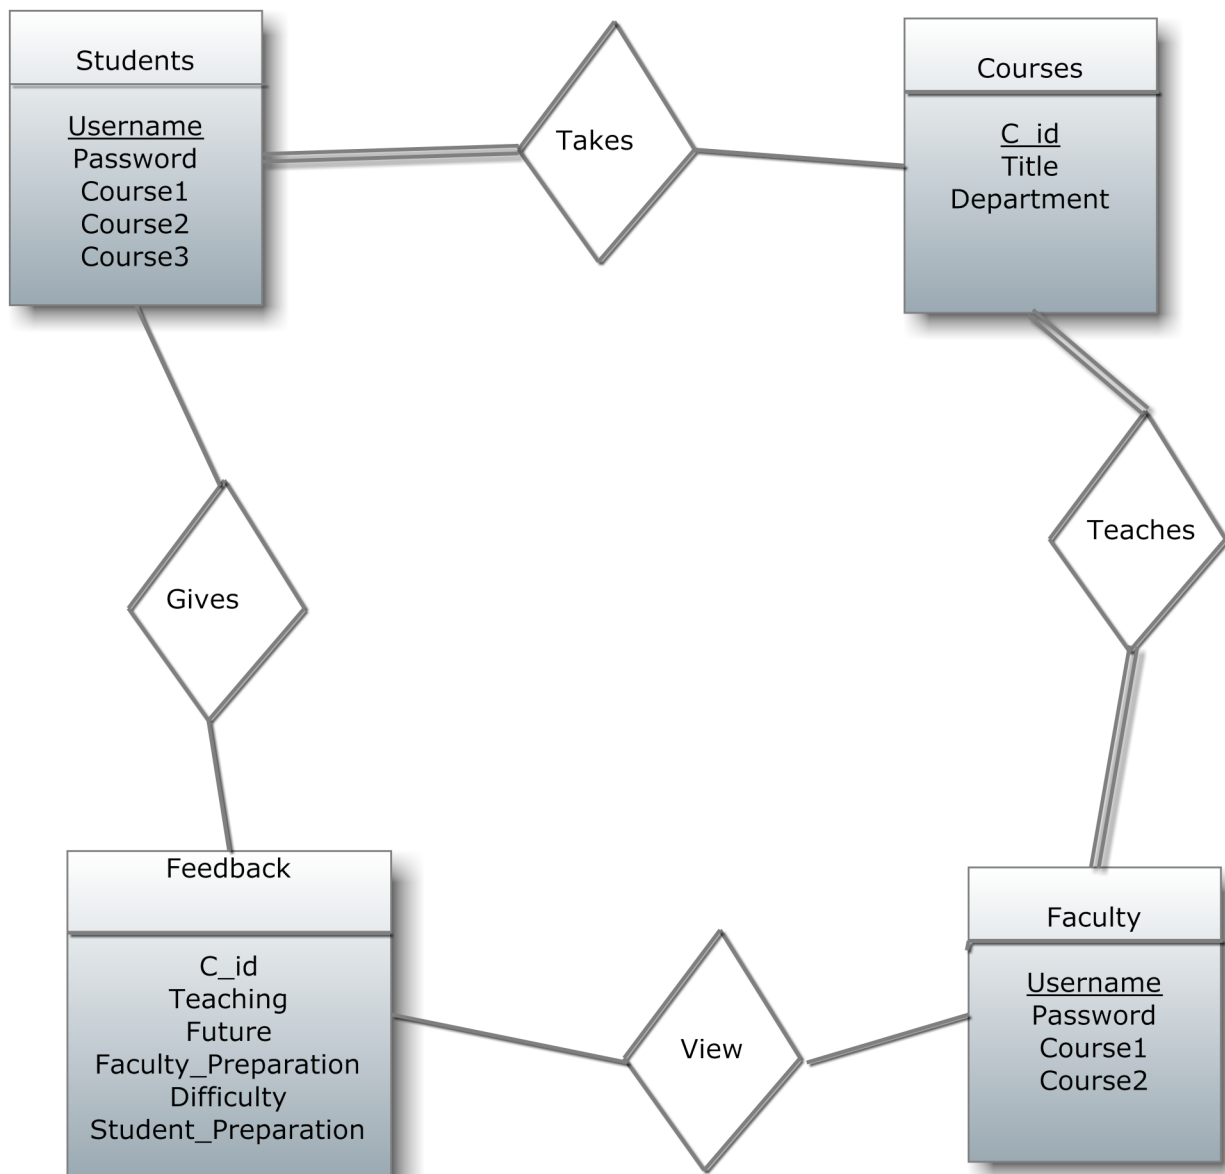 Students
Username
Password
Course1
Course2
Course3
Takes
Courses
C_id
Title
Department
Gives
Teaches
Feedback
C_id
Teaching
Future
Faculty_Preparation
Difficulty
Student_Preparation
View
Faculty
Username
Password
Course1
Course2